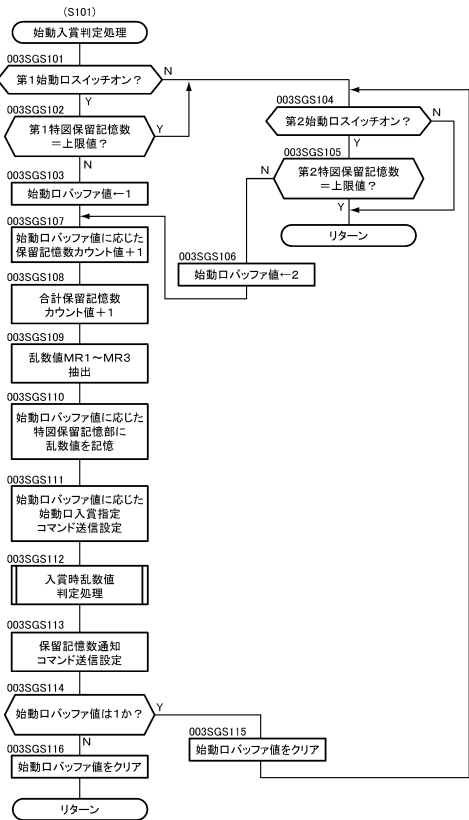 (S101)
始動入賞判定処理
003SGS101
第1始動口スイッチオン?
N
Y
003SGS102
第1特図保留記憶数
=上限値?
Y
N
003SGS103
始動口バッファ値←1
003SGS104
第2始動口スイッチオン?
N
Y
003SGS105
第2特図保留記憶数
=上限値?
N
Y
リターン
003SGS106
始動口バッファ値←2
003SGS107
始動口バッファ値に応じた
保留記憶数カウント値+1
003SGS108
合計保留記憶数
カウント値+1
003SGS109
乱数値MR1~MR3
抽出
003SGS110
始動口バッファ値に応じた
特図保留記憶部に
乱数値を記憶
003SGS111
始動口バッファ値に応じた
始動口入賞指定
コマンド送信設定
003SGS112
入賞時乱数値
判定処理
003SGS113
保留記憶数通知
コマンド送信設定
003SGS114
始動口バッファ値は1か?
Y
N
003SGS115
始動口バッファ値をクリア
003SGS116
始動口バッファ値をクリア
リターン